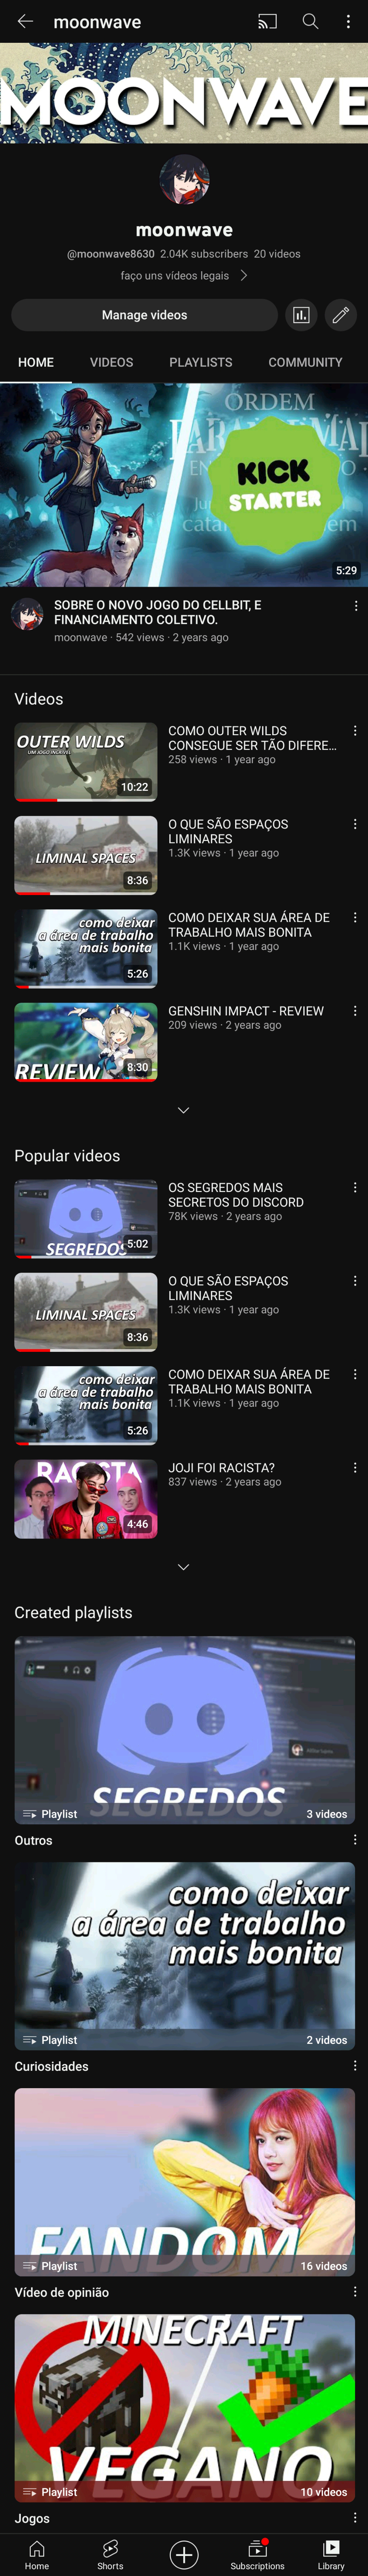 moonwave
MOONWAVE
moonwave
@moonwave8630 2.04K subscribers 20 videos
faço uns vídeos legais
Manage videos
HOME VIDEOS PLAYLISTS COMMUNITY
ORDEM
KICK
STARTER
5:29
SOBRE O NOVO JOGO DO CELLBIT, E
FINANCIAMENTO COLETIVO.
moonwave · 542 views · 2 years ago
Videos
OUTER WILDS
UM JOGO INCRÍVEL
10:22
COMO OUTER WILDS
CONSEGUE SER TÃO DIFERE...
258 views · 1 year ago
LIMINAL SPACES
8:36
O QUE SÃO ESPAÇOS
LIMINARES
1.3K views · 1 year ago
como deixar
a área de trabalho
mais bonita
5:26
COMO DEIXAR SUA ÁREA DE
TRABALHO MAIS BONITA
1.1K views · 1 year ago
REVIEW
8:30
GENSHIN IMPACT - REVIEW
209 views · 2 years ago
Popular videos
SEGREDOS
5:02
OS SEGREDOS MAIS
SECRETOS DO DISCORD
78K views · 2 years ago
LIMINAL SPACES
8:36
O QUE SÃO ESPAÇOS
LIMINARES
1.3K views · 1 year ago
como deixar
a área de trabalho
mais bonita
5:26
COMO DEIXAR SUA ÁREA DE
TRABALHO MAIS BONITA
1.1K views · 1 year ago
RACISTA
4:46
JOJI FOI RACISTA?
837 views · 2 years ago
Created playlists
SEGREDOS
Playlist 3 videos
Outros
como deixar
a área de trabalho
mais bonita
Playlist 2 videos
Curiosidades
FANDOM
Playlist 16 videos
Vídeo de opinião
MINECRAFT
VEGANO
Playlist 10 videos
Jogos
Home Shorts Subscriptions Library